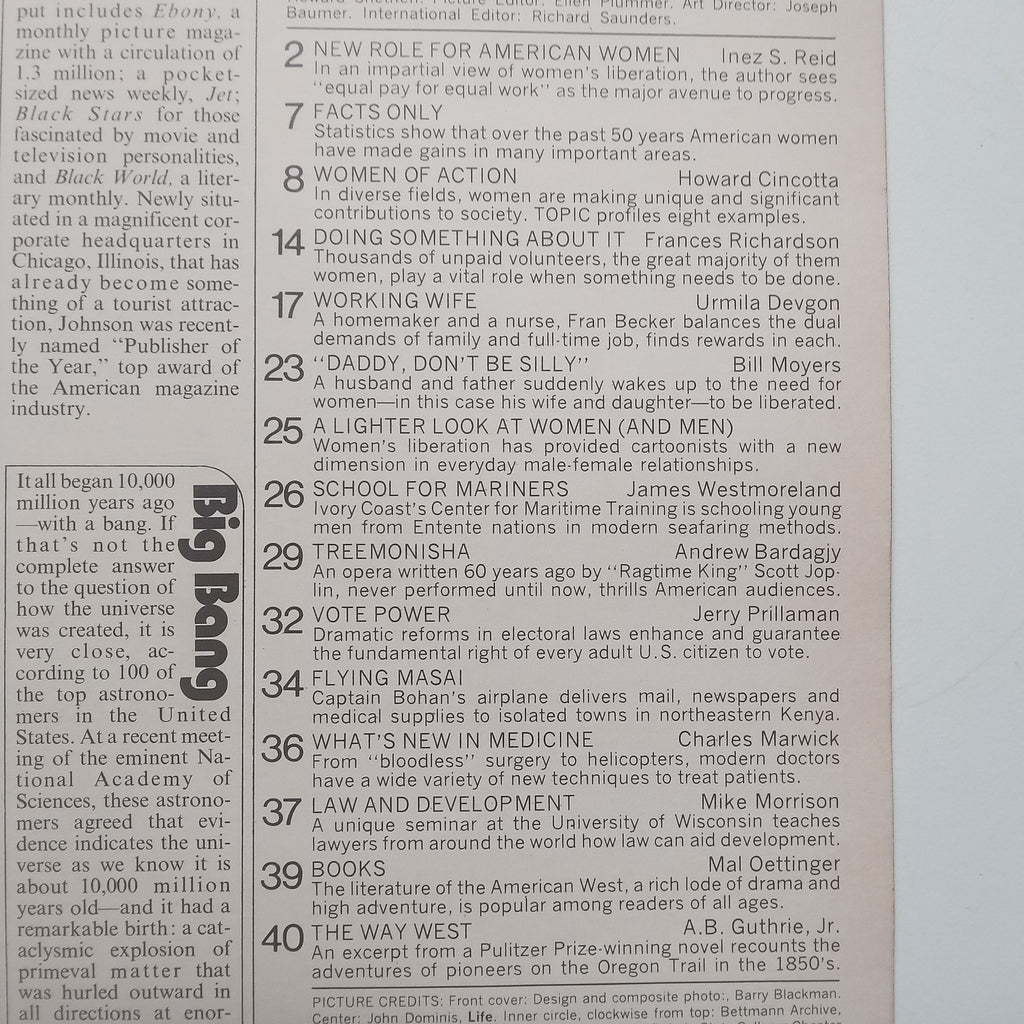 put includes Ebony, a
monthly picture maga-
zine with a circulation of
1.3 million; a pocket-
sized news weekly, Jet;
Black Stars for those
fascinated by movie and
television personalities,
and Black World, a liter-
ary monthly. Newly situ-
ated in a magnificent cor-
porate headquarters in
Chicago, Illinois, that has
already become some-
thing of a tourist attrac-
tion, Johnson was recent-
ly named “Publisher of
the Year,” top award of
the American magazine
industry.
Big Bang
It all began 10,000
million years ago
—with a bang. If
that's not the
complete answer
to the question of
how the universe
was created, it is
very close, ac-
cording to 100 of
the top astrono-
mers in the United
States. At a recent meet-
ing of the eminent Na-
tional Academy of
Sciences, these astrono-
mers agreed that evi-
dence indicates the uni-
verse as we know it is
about 10,000 million
years old—and it had a
remarkable birth: a cat-
aclysmic explosion of
primeval matter that
was hurled outward in
all directions at enor-
Plummer. Art Director: Joseph
Baumer. International Editor: Richard Saunders.
2 NEW ROLE FOR AMERICAN WOMEN Inez S. Reid
In an impartial view of women's liberation, the author sees
“equal pay for equal work” as the major avenue to progress.
7 FACTS ONLY
Statistics show that over the past 50 years American women
have made gains in many important areas.
8 WOMEN OF ACTION Howard Cincotta
In diverse fields, women are making unique and significant
contributions to society. TOPIC profiles eight examples.
14 DOING SOMETHING ABOUT IT Frances Richardson
Thousands of unpaid volunteers, the great majority of them
women, play a vital role when something needs to be done.
17 WORKING WIFE Urmila Devgon
A homemaker and a nurse, Fran Becker balances the dual
demands of family and full-time job, finds rewards in each.
23 “DADDY, DON'T BE SILLY” Bill Moyers
A husband and father suddenly wakes up to the need for
women—in this case his wife and daughter—to be liberated.
25 A LIGHTER LOOK AT WOMEN (AND MEN)
Women's liberation has provided cartoonists with a new
dimension in everyday male-female relationships.
26 SCHOOL FOR MARINERS James Westmoreland
Ivory Coast's Center for Maritime Training is schooling young
men from Entente nations in modern seafaring methods.
29 TREEMONISHA Andrew Bardagjy
An opera written 60 years ago by “Ragtime King” Scott Jop-
lin, never performed until now, thrills American audiences.
32 VOTE POWER Jerry Prillaman
Dramatic reforms in electoral laws enhance and guarantee
the fundamental right of every adult U.S. citizen to vote.
34 FLYING MASAI
Captain Bohan's airplane delivers mail, newspapers and
medical supplies to isolated towns in northeastern Kenya.
36 WHAT'S NEW IN MEDICINE Charles Marwick
From “bloodless” surgery to helicopters, modern doctors
have a wide variety of new techniques to treat patients.
37 LAW AND DEVELOPMENT Mike Morrison
A unique seminar at the University of Wisconsin teaches
lawyers from around the world how law can aid development.
39 BOOKS Mal Oettinger
The literature of the American West, a rich lode of drama and
high adventure, is popular among readers of all ages.
40 THE WAY WEST A.B. Guthrie, Jr.
An excerpt from a Pulitzer Prize-winning novel recounts the
adventures of pioneers on the Oregon Trail in the 1850's.
PICTURE CREDITS: Front cover: Design and composite photo:, Barry Blackman.
Center: John Dominis, Life. Inner circle, clockwise from top: Bettmann Archive,